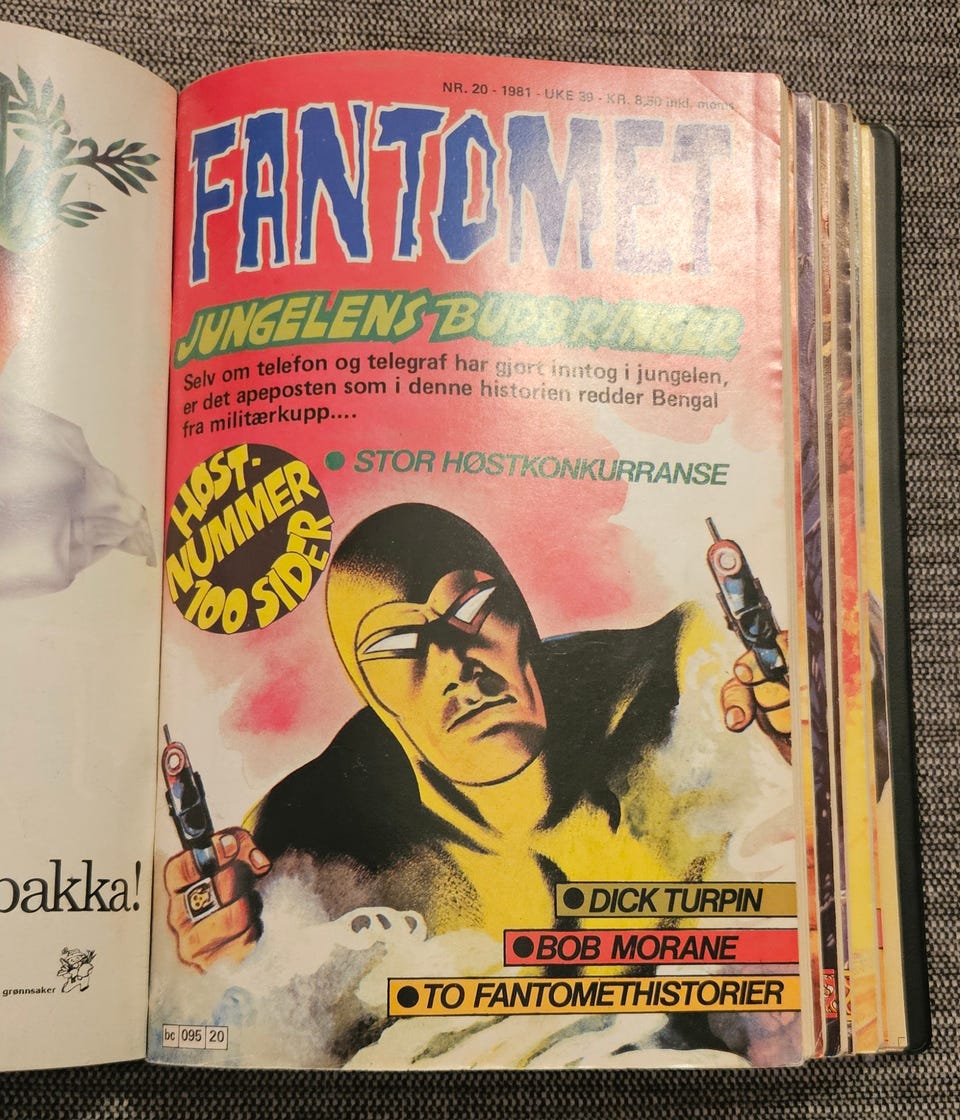 NR. 20 - 1981 - UKE 39 - KR. 8,50 inkl. moms
FANTOMET
JUNGELENS BUDBRINGER
Selv om telefon og telegraf har gjort inntog i jungelen,
er det apeposten som i denne historien redder Bengal
fra militærkupp....
HØST-
NUMMER
100 SIDER
● STOR HØSTKONKURRANSE
● DICK TURPIN
● BOB MORANE
● TO FANTOMETHISTORIER
bc 095 20
bakka!
grønnsaker